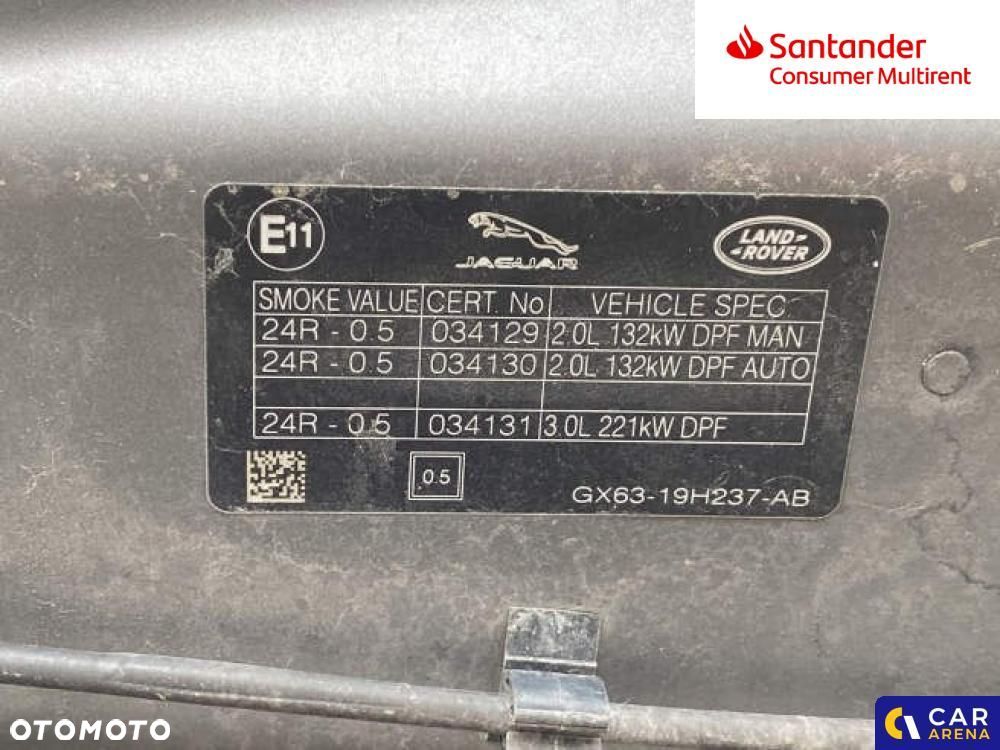 Santander
Consumer Multirent
E11
JAGUAR
LAND-
-ROVER
SMOKE VALUE CERT. No VEHICLE SPEC
24R - 0.5 034129 2.0L 132kW DPF MAN
24R - 0.5 034130 2.0L 132kW DPF AUTO
24R - 0.5 034131 3.0L 221kW DPF
0.5
GX63-19H237-AB
OTOMOTO
CAR
ARENA